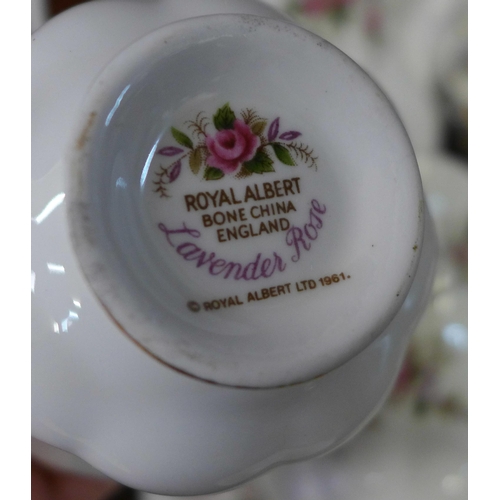 ROYAL ALBERT
BONE CHINA
ENGLAND
Lavender Rose
© ROYAL ALBERT LTD 1961.